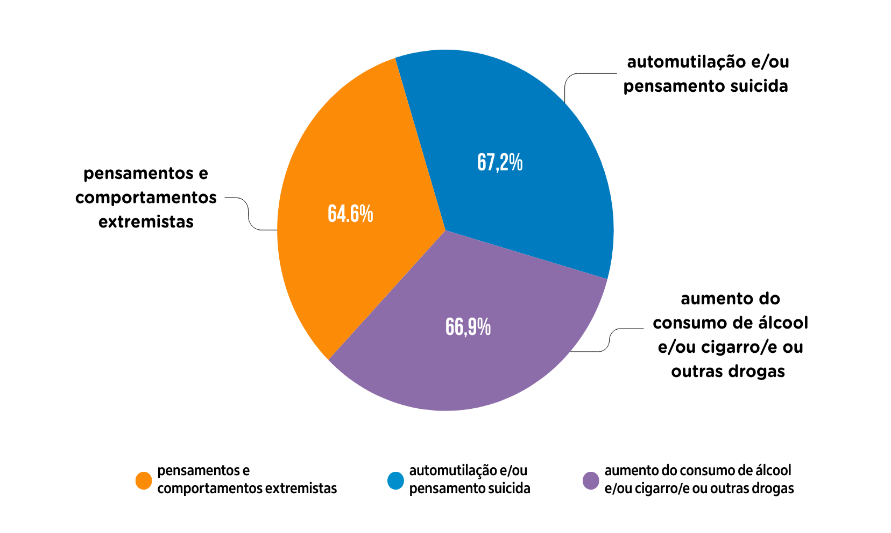 automutilação e/ou
pensamento suicida
67,2%
pensamentos e
comportamentos
extremistas
64.6%
66,9%
aumento do
consumo de álcool
e/ou cigarro/e ou
outras drogas
pensamentos e
comportamentos extremistas
automutilação e/ou
pensamento suicida
aumento do consumo de álcool
e/ou cigarro/e ou outras drogas